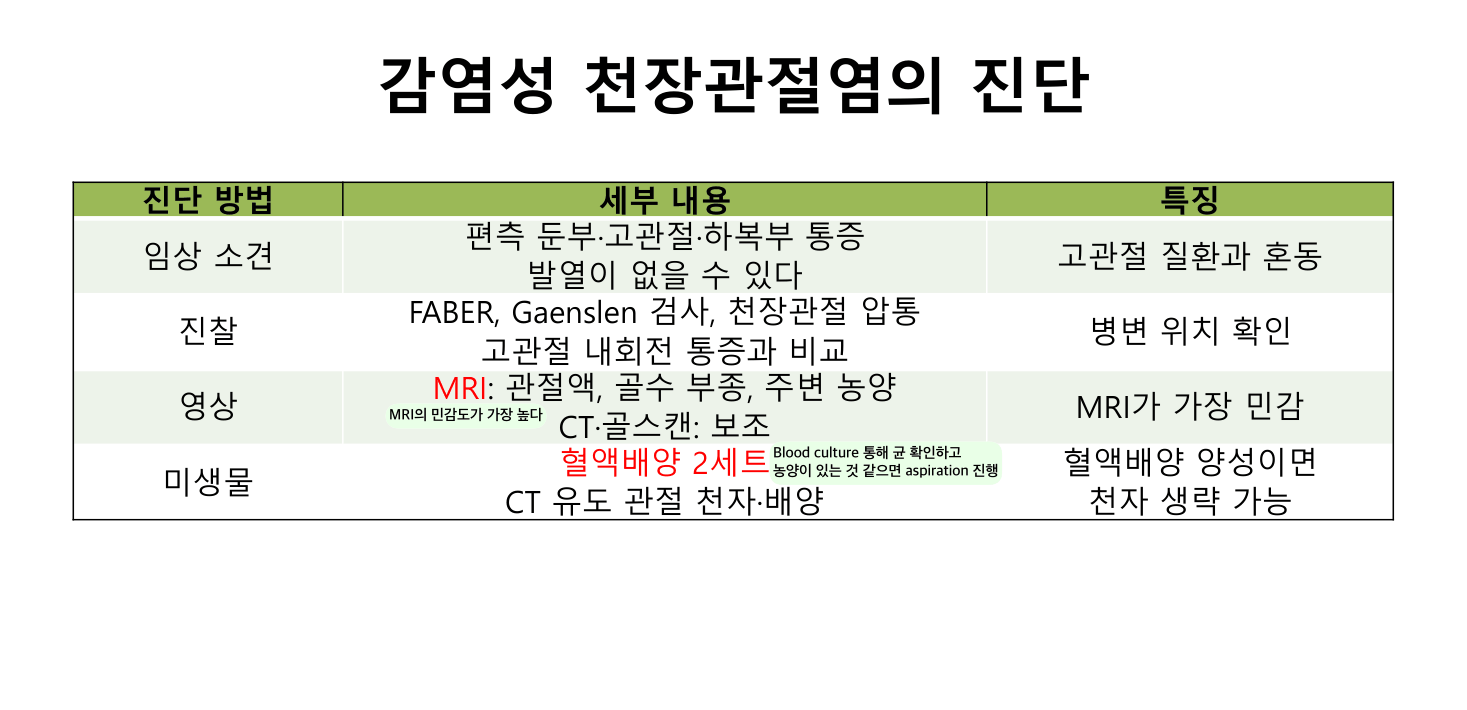 감염성 천장관절염의 진단
진단 방법
세부 내용
특징
임상 소견
편측 둔부·고관절·하복부 통증
발열이 없을 수 있다
고관절 질환과 혼동
진찰
FABER, Gaenslen 검사, 천장관절 압통
고관절 내회전 통증과 비교
병변 위치 확인
영상
MRI: 관절액, 골수 부종, 주변 농양
MRI의 민감도가 가장 높다
CT·골스캔: 보조
MRI가 가장 민감
미생물
혈액배양 2세트
Blood culture 통해 균 확인하고
농양이 있는 것 같으면 aspiration 진행
CT 유도 관절 천자·배양
혈액배양 양성이면
천자 생략 가능